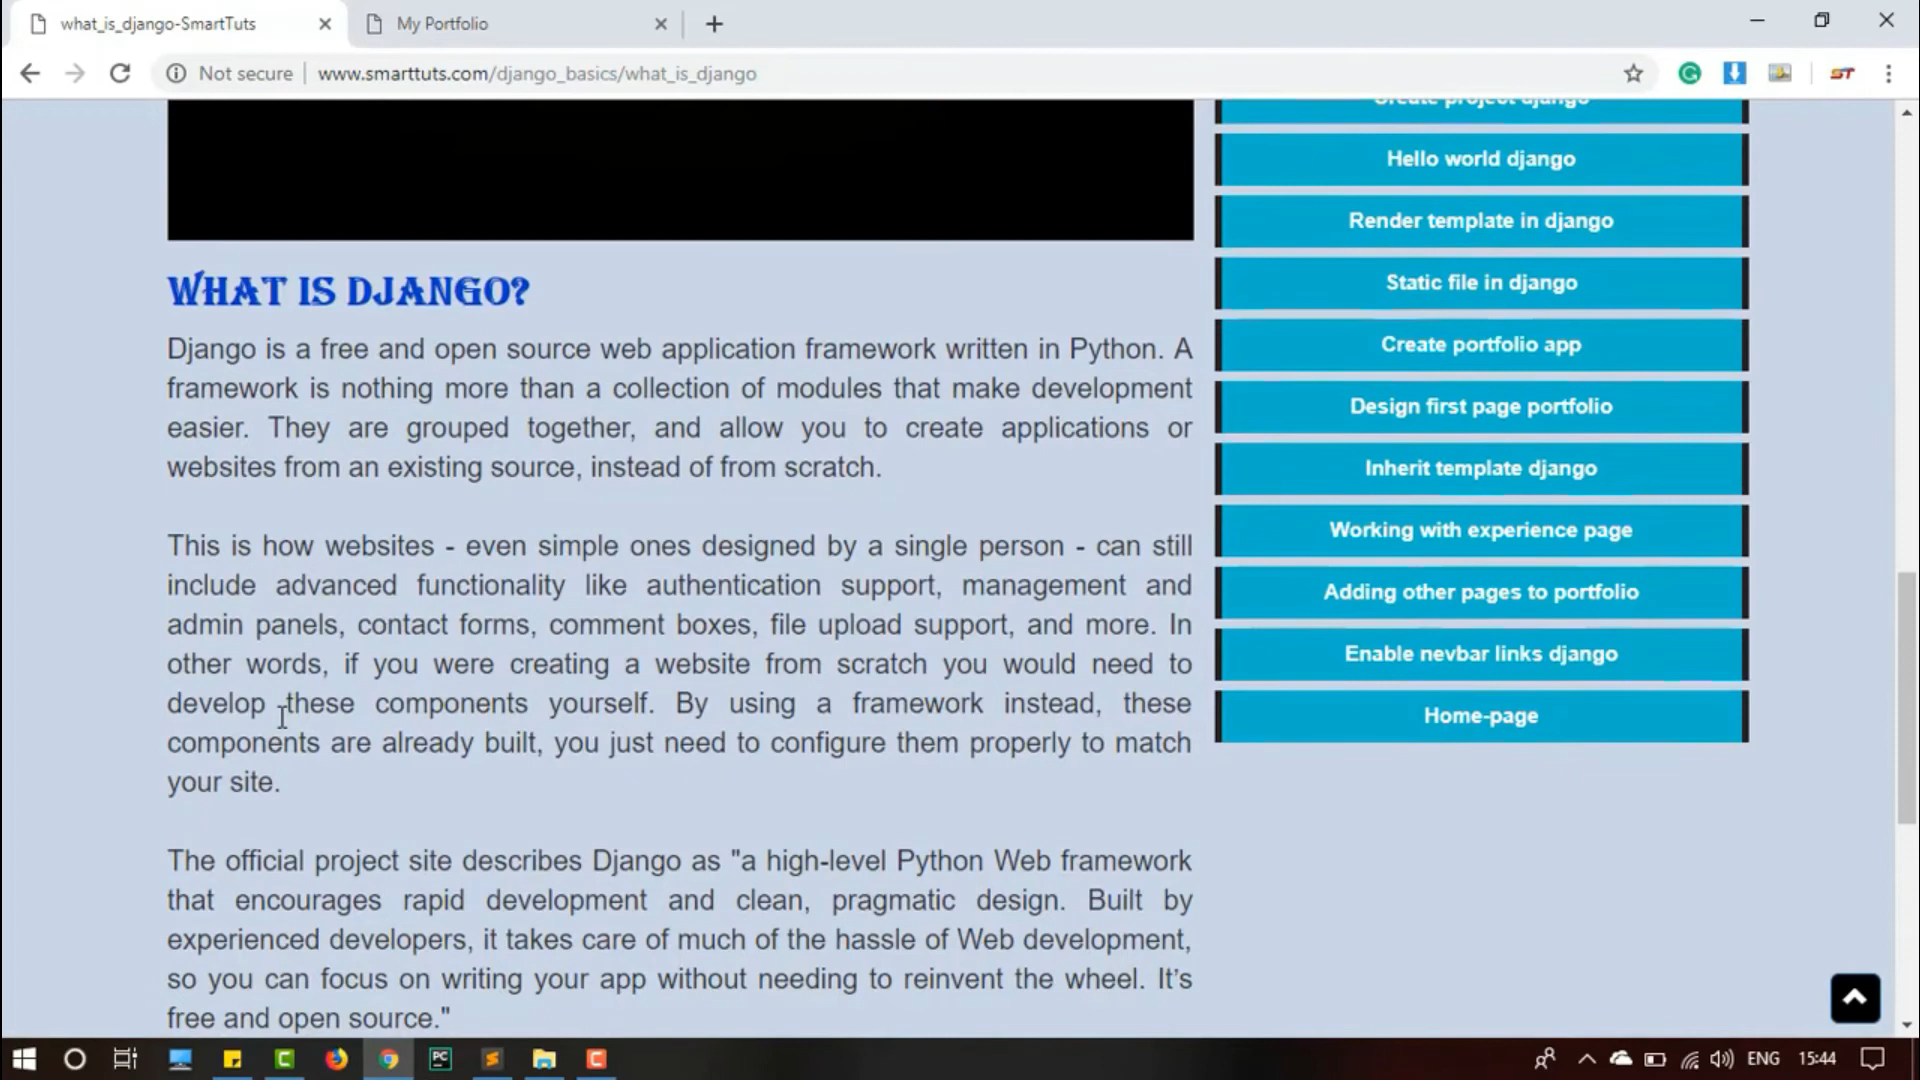 what_is_django-SmartTuts
My Portfolio
Not secure
www.smarttuts.com/django_basics/what_is_django
ST
Create project django
Hello world django
Render template in django
Static file in django
Create portfolio app
Design first page portfolio
Inherit template django
Working with experience page
Adding other pages to portfolio
Enable nevbar links django
Home-page
WHAT IS DJANGO?
Django is a free and open source web application framework written in Python. A
framework is nothing more than a collection of modules that make development
easier. They are grouped together, and allow you to create applications or
websites from an existing source, instead of from scratch.
This is how websites - even simple ones designed by a single person - can still
include advanced functionality like authentication support, management and
admin panels, contact forms, comment boxes, file upload support, and more. In
other words, if you were creating a website from scratch you would need to
develop these components yourself. By using a framework instead, these
components are already built, you just need to configure them properly to match
your site.
The official project site describes Django as "a high-level Python Web framework
that encourages rapid development and clean, pragmatic design. Built by
experienced developers, it takes care of much of the hassle of Web development,
so you can focus on writing your app without needing to reinvent the wheel. It’s
free and open source."
PC
ENG
15:44